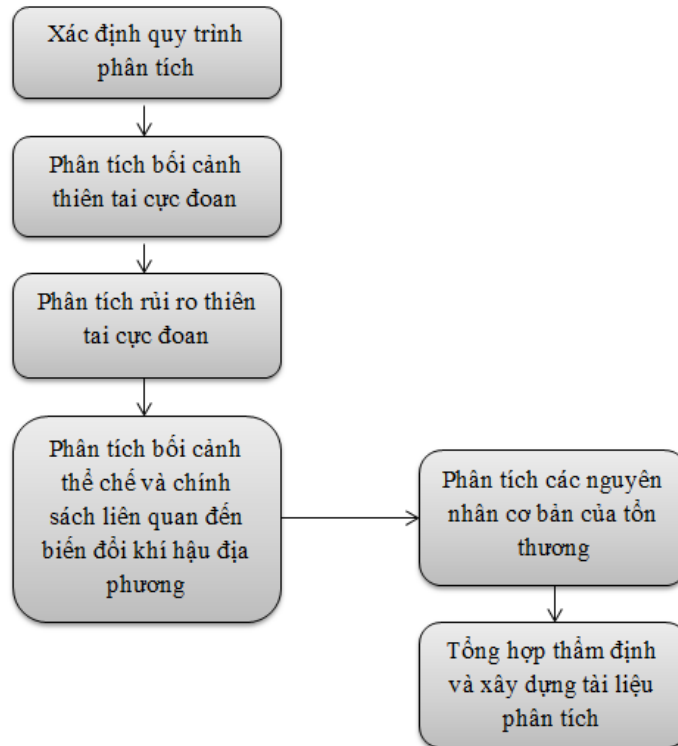 Xác định quy trình
phân tích
Phân tích bối cảnh
thiên tai cực đoan
Phân tích rủi ro thiên
tai cực đoan
Phân tích bối cảnh
thể chế và chính
sách liên quan đến
biến đổi khí hậu địa
phương
Phân tích các nguyên
nhân cơ bản của tổn
thương
Tổng hợp thẩm định
và xây dựng tài liệu
phân tích